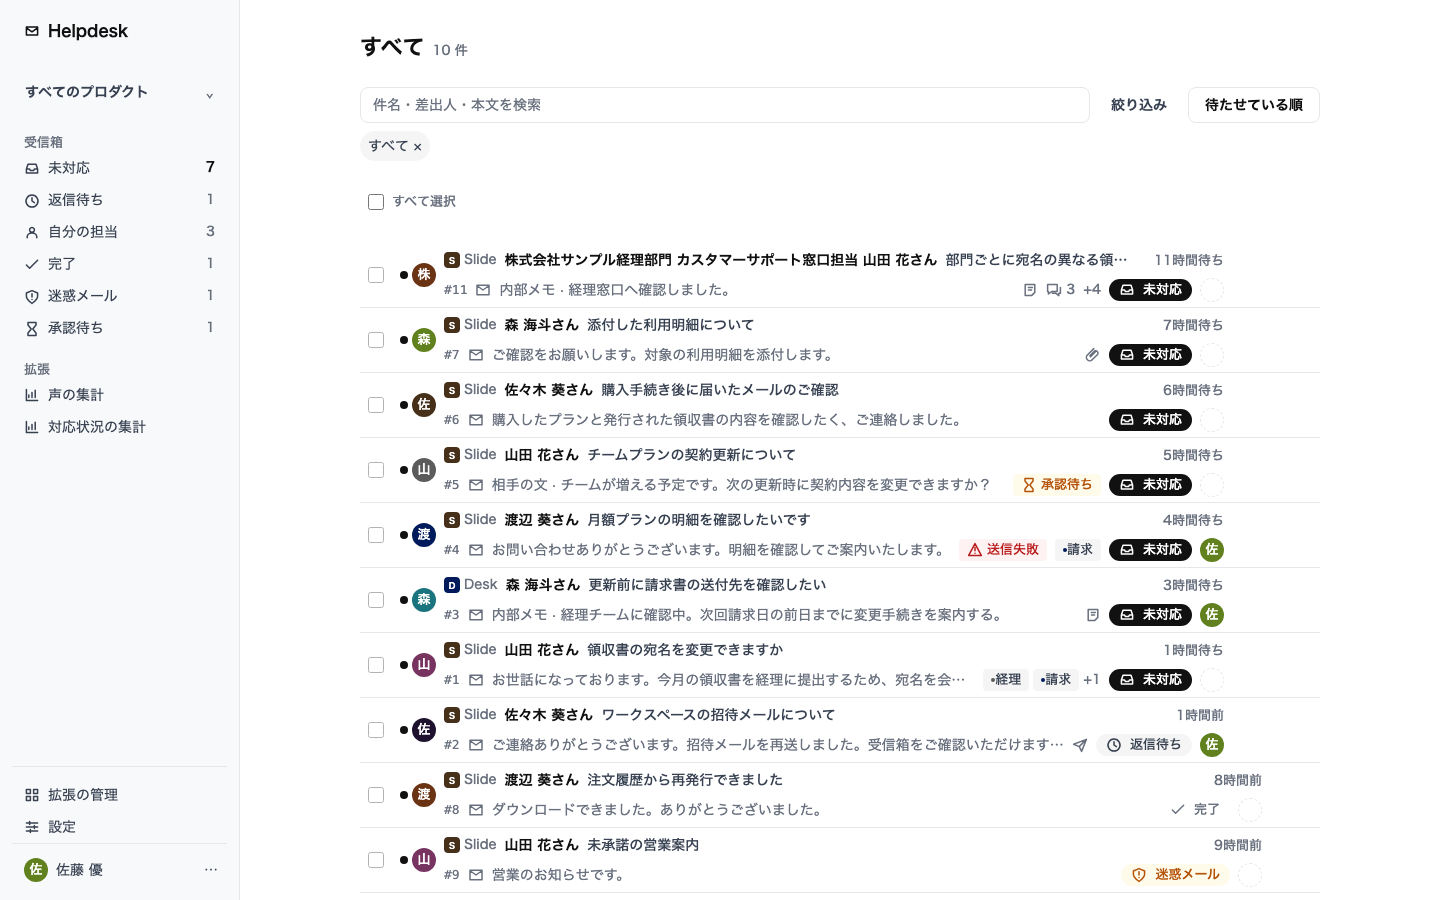 Helpdesk
すべてのプロダクト
受信箱
未対応 7
返信待ち 1
自分の担当 3
完了 1
迷惑メール 1
承認待ち 1
拡張
声の集計
対応状況の集計
拡張の管理
設定
佐 佐藤 優 …
すべて 10 件
件名・差出人・本文を検索 絞り込み 待たせている順
すべて ×
すべて選択
株 S Slide 株式会社サンプル経理部門 カスタマーサポート窓口担当 山田 花さん 部門ごとに宛名の異なる領… 11時間待ち
#11 内部メモ · 経理窓口へ確認しました。 3 +4 未対応
森 S Slide 森 海斗さん 添付した利用明細について 7時間待ち
#7 ご確認をお願いします。対象の利用明細を添付します。 未対応
佐 S Slide 佐々木 葵さん 購入手続き後に届いたメールのご確認 6時間待ち
#6 購入したプランと発行された領収書の内容を確認したく、ご連絡しました。 未対応
山 S Slide 山田 花さん チームプランの契約更新について 5時間待ち
#5 相手の文 · チームが増える予定です。次の更新時に契約内容を変更できますか？ 承認待ち 未対応
渡 S Slide 渡辺 葵さん 月額プランの明細を確認したいです 4時間待ち
#4 お問い合わせありがとうございます。明細を確認してご案内いたします。 送信失敗 •請求 未対応 佐
森 D Desk 森 海斗さん 更新前に請求書の送付先を確認したい 3時間待ち
#3 内部メモ · 経理チームに確認中。次回請求日の前日までに変更手続きを案内する。 未対応 佐
山 S Slide 山田 花さん 領収書の宛名を変更できますか 1時間待ち
#1 お世話になっております。今月の領収書を経理に提出するため、宛名を会… •経理 •請求 +1 未対応
佐 S Slide 佐々木 葵さん ワークスペースの招待メールについて 1時間前
#2 ご連絡ありがとうございます。招待メールを再送しました。受信箱をご確認いただけます… 返信待ち 佐
渡 S Slide 渡辺 葵さん 注文履歴から再発行できました 8時間前
#8 ダウンロードできました。ありがとうございました。 完了
山 S Slide 山田 花さん 未承諾の営業案内 9時間前
#9 営業のお知らせです。 迷惑メール